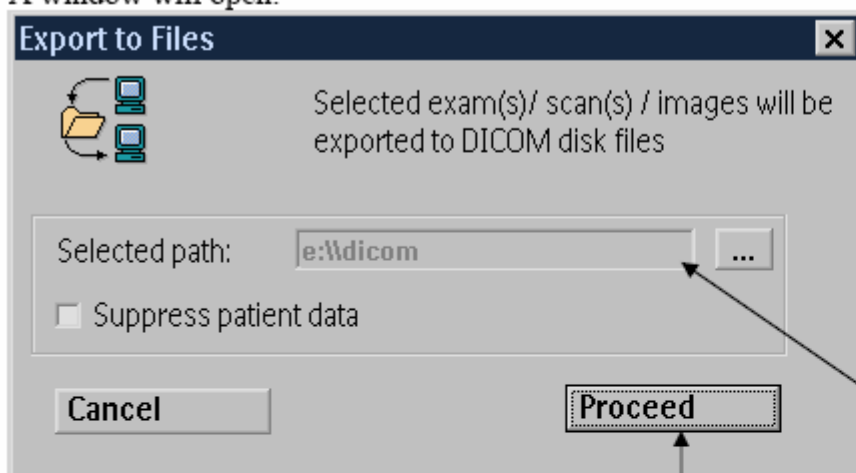 A window will open:
Export to Files
Selected exam(s)/ scan(s) / images will be
exported to DICOM disk files
Selected path: e:\\dicom ...
Suppress patient data
Cancel Proceed